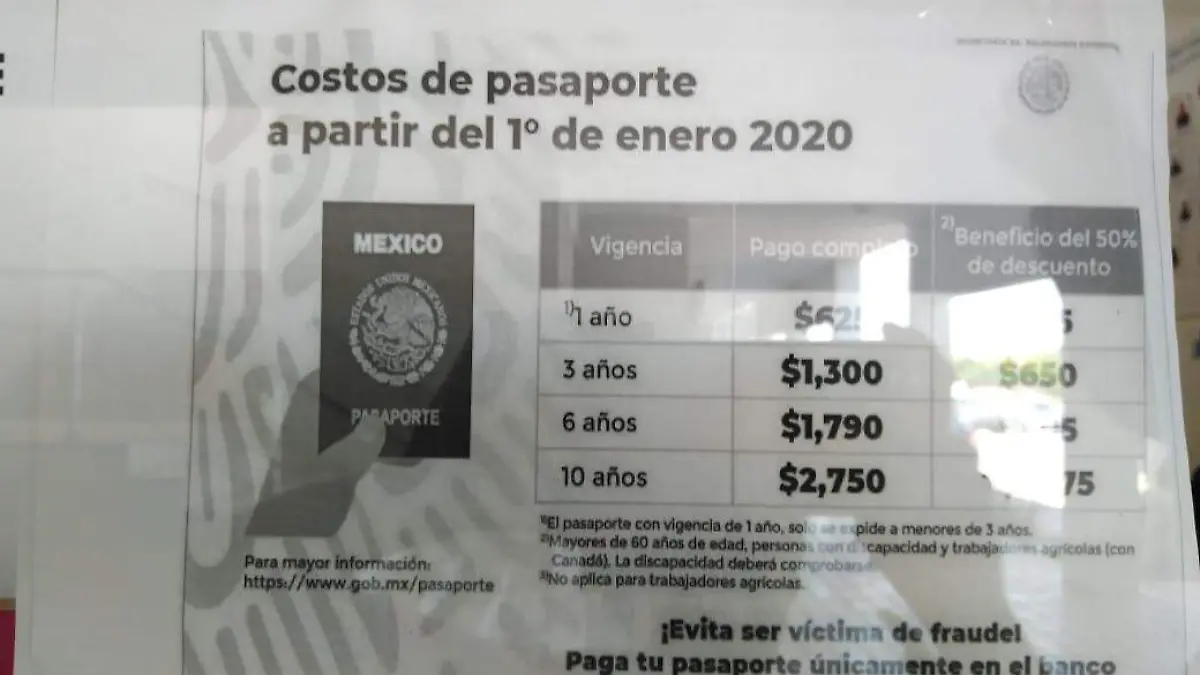 Costos de pasaporte
a partir del 1° de enero 2020
MEXICO
ESTADOS UNIDOS MEXICANOS
PASAPORTE
Vigencia Pago completo 2)Beneficio del 50% de descuento
1)1 año $625
3 años $1,300 $650
6 años $1,790
10 años $2,750
1)El pasaporte con vigencia de 1 año, solo se expide a menores de 3 años.
2)Mayores de 60 años de edad, personas con discapacidad y trabajadores agrícolas (con
Canadá). La discapacidad deberá comprobarse.
3)No aplica para trabajadores agrícolas.
Para mayor información:
https://www.gob.mx/pasaporte
¡Evita ser víctima de fraude!
Paga tu pasaporte únicamente en el banco